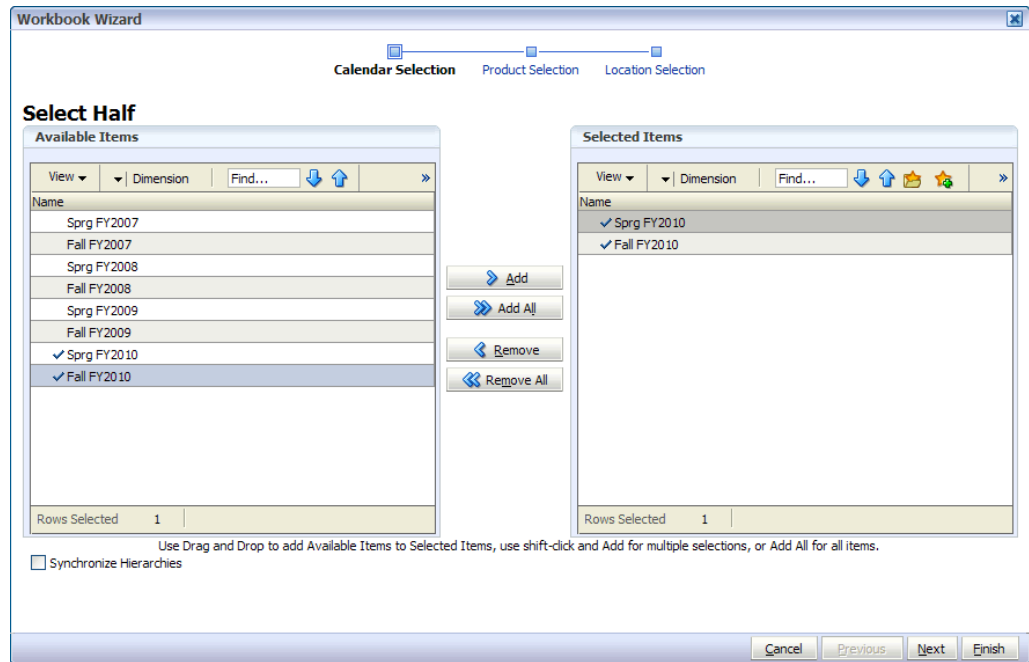 Workbook Wizard
Calendar Selection Product Selection Location Selection
Select Half
Available Items
View Dimension Find... »
Name
Sprg FY2007
Fall FY2007
Sprg FY2008
Fall FY2008
Sprg FY2009
Fall FY2009
Sprg FY2010
Fall FY2010
Rows Selected 1
Add
Add All
Remove
Remove All
Selected Items
View Dimension Find... »
Name
Sprg FY2010
Fall FY2010
Rows Selected 1
Use Drag and Drop to add Available Items to Selected Items, use shift-click and Add for multiple selections, or Add All for all items.
Synchronize Hierarchies
Cancel Previous Next Finish